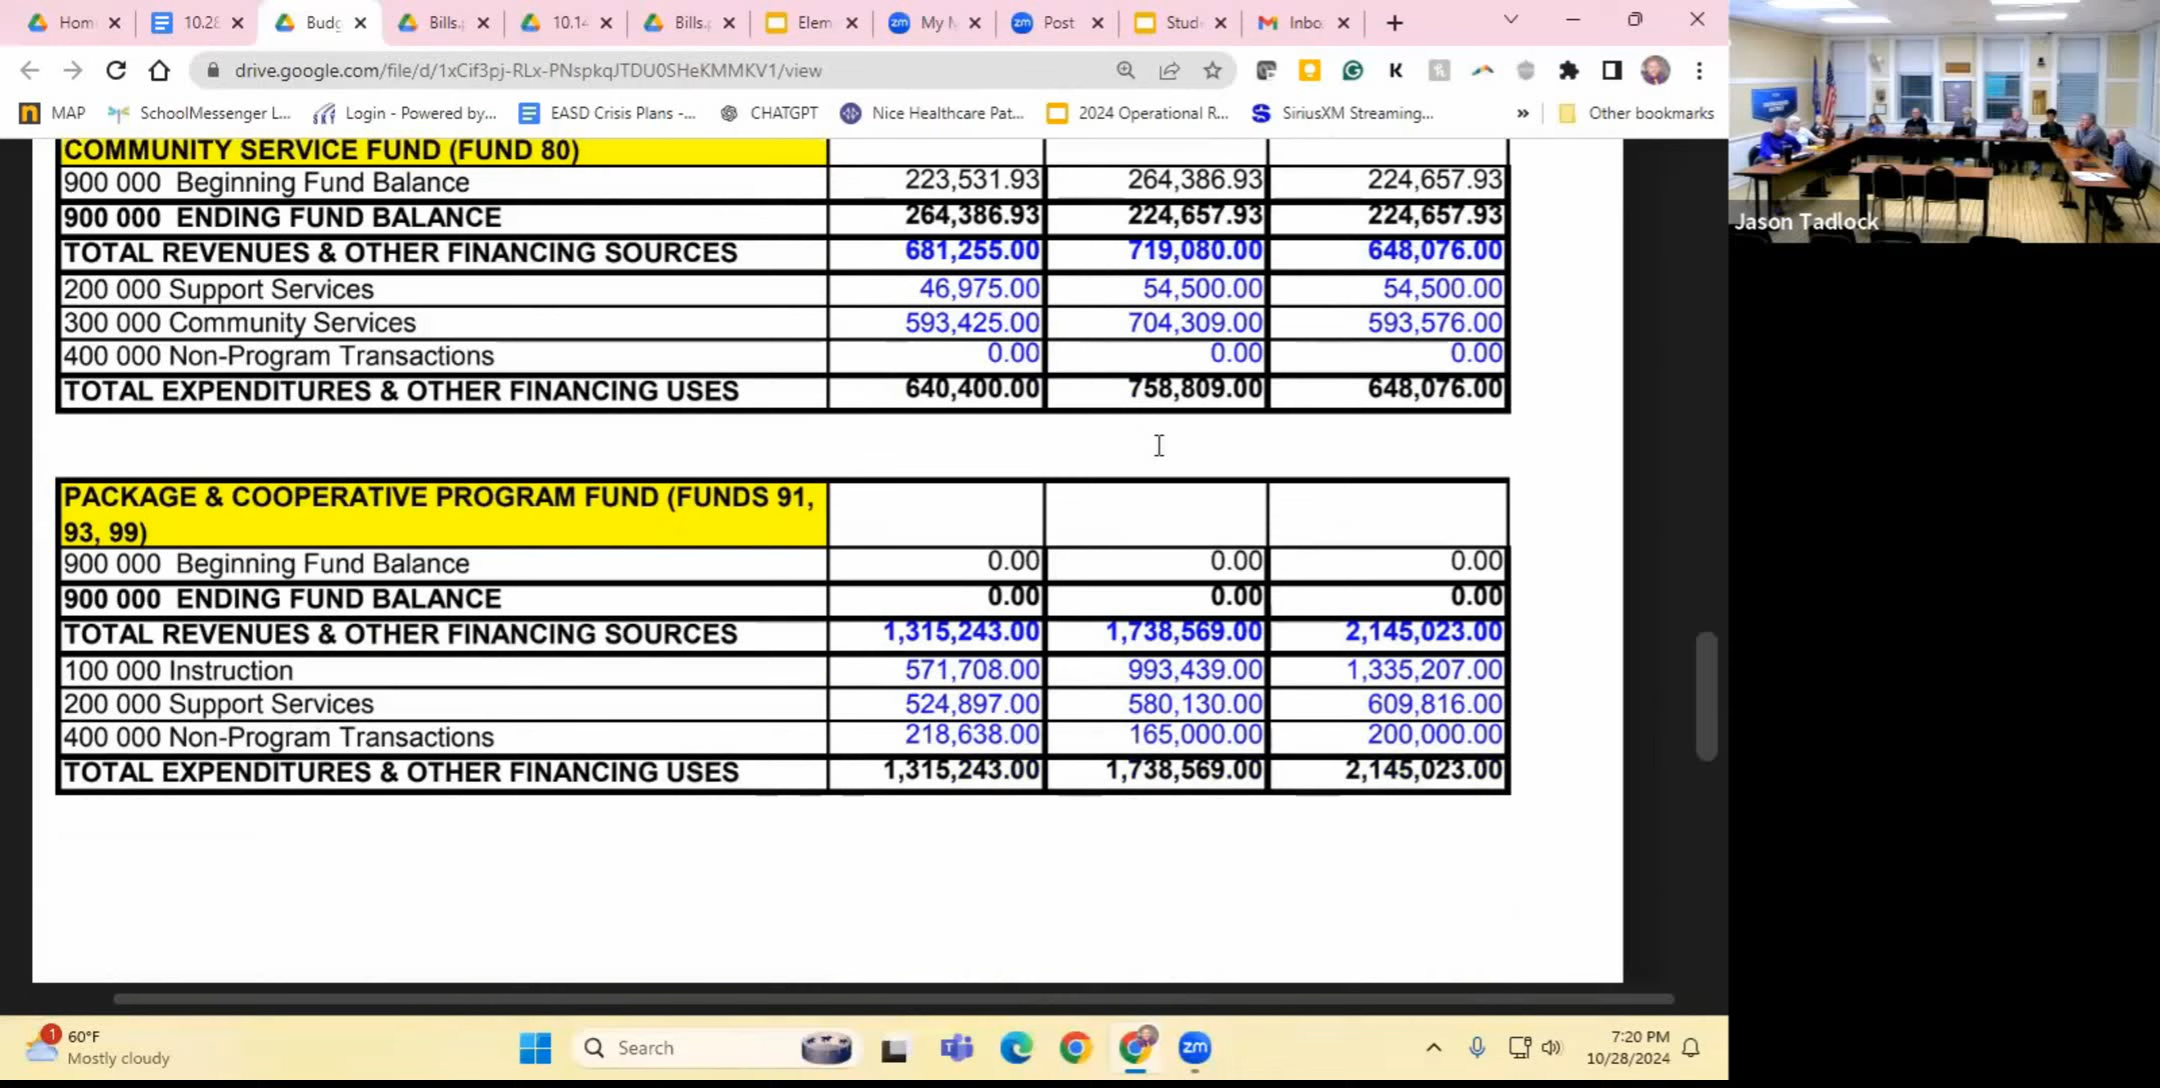 Hom
10.28
Budg
Bills.
10.14
Bills.
Elem
zm My M
zm Post
Stud
Inbo
drive.google.com/file/d/1xCif3pj-RLx-PNspkqJTDU0SHeKMMKV1/view
MAP SchoolMessenger L... Login - Powered by... EASD Crisis Plans -... CHATGPT Nice Healthcare Pat... 2024 Operational R... SiriusXM Streaming... » Other bookmarks
COMMUNITY SERVICE FUND (FUND 80)
900 000 Beginning Fund Balance 223,531.93 264,386.93 224,657.93
900 000 ENDING FUND BALANCE 264,386.93 224,657.93 224,657.93
TOTAL REVENUES & OTHER FINANCING SOURCES 681,255.00 719,080.00 648,076.00
200 000 Support Services 46,975.00 54,500.00 54,500.00
300 000 Community Services 593,425.00 704,309.00 593,576.00
400 000 Non-Program Transactions 0.00 0.00 0.00
TOTAL EXPENDITURES & OTHER FINANCING USES 640,400.00 758,809.00 648,076.00
PACKAGE & COOPERATIVE PROGRAM FUND (FUNDS 91,
93, 99)
900 000 Beginning Fund Balance 0.00 0.00 0.00
900 000 ENDING FUND BALANCE 0.00 0.00 0.00
TOTAL REVENUES & OTHER FINANCING SOURCES 1,315,243.00 1,738,569.00 2,145,023.00
100 000 Instruction 571,708.00 993,439.00 1,335,207.00
200 000 Support Services 524,897.00 580,130.00 609,816.00
400 000 Non-Program Transactions 218,638.00 165,000.00 200,000.00
TOTAL EXPENDITURES & OTHER FINANCING USES 1,315,243.00 1,738,569.00 2,145,023.00
Jason Tadlock
1
60°F
Mostly cloudy
Search
zm
7:20 PM
10/28/2024